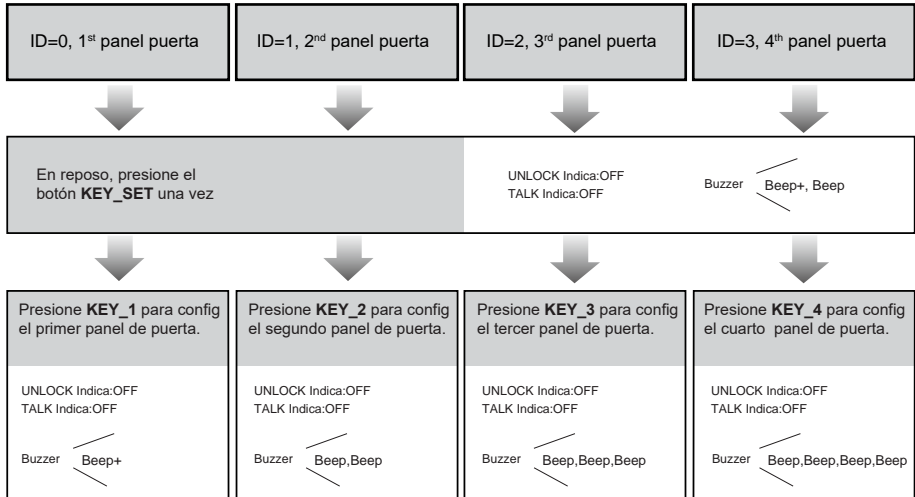 ID=0, 1st panel puerta
ID=1, 2nd panel puerta
ID=2, 3rd panel puerta
ID=3, 4th panel puerta
En reposo, presione el
botón KEY_SET una vez
UNLOCK Indica:OFF
TALK Indica:OFF
Buzzer
Beep+, Beep
Presione KEY_1 para config
el primer panel de puerta.
UNLOCK Indica:OFF
TALK Indica:OFF
Buzzer
Beep+
Presione KEY_2 para config
el segundo panel de puerta.
UNLOCK Indica:OFF
TALK Indica:OFF
Buzzer
Beep,Beep
Presione KEY_3 para config
el tercer panel de puerta.
UNLOCK Indica:OFF
TALK Indica:OFF
Buzzer
Beep,Beep,Beep
Presione KEY_4 para config
el cuarto panel de puerta.
UNLOCK Indica:OFF
TALK Indica:OFF
Buzzer
Beep,Beep,Beep,Beep